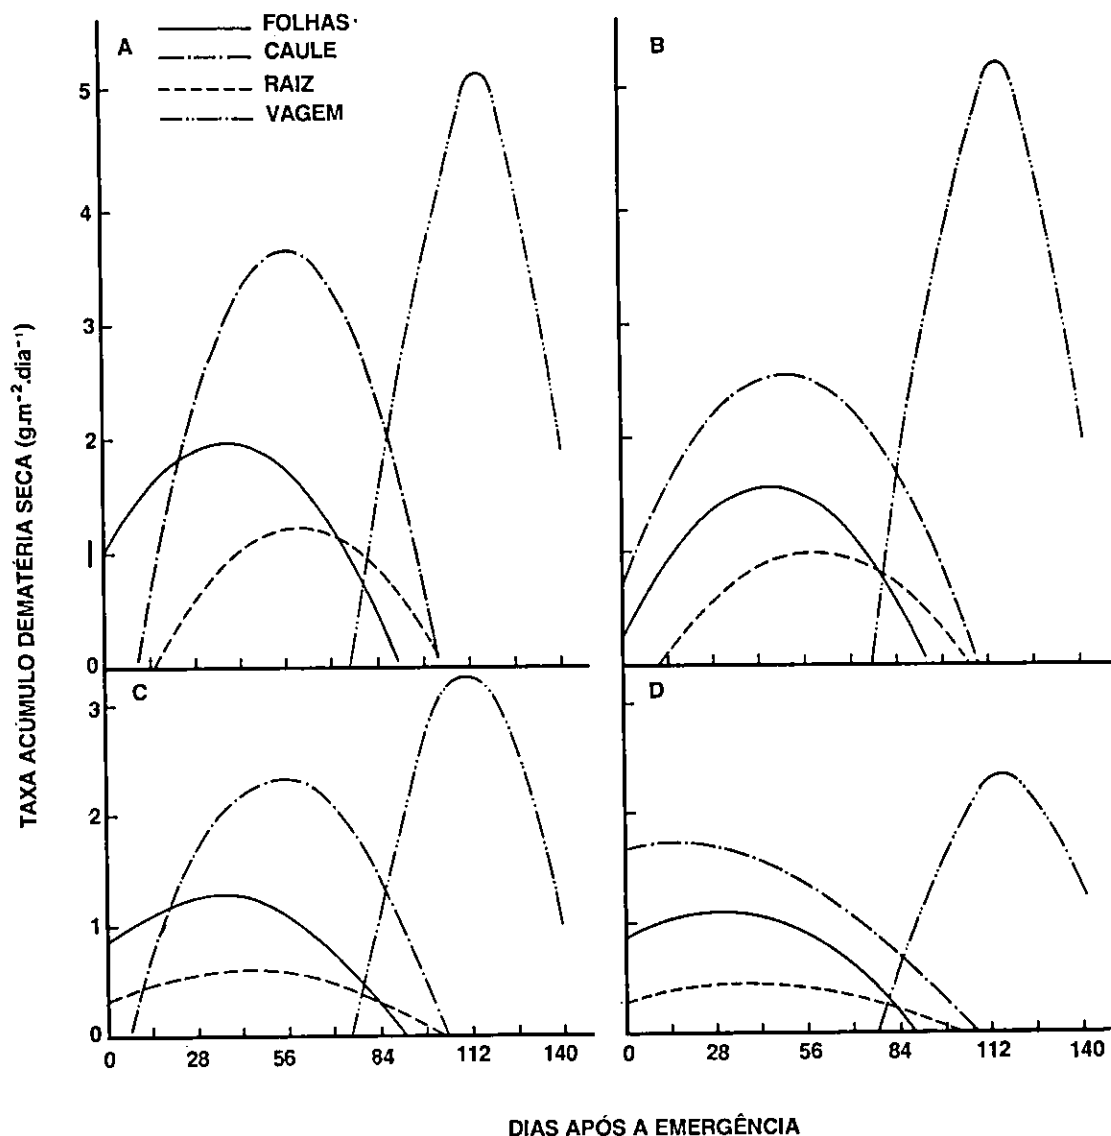 A
FOLHAS
CAULE
RAIZ
VAGEM
B
5
4
3
2
1
0
C
D
3
2
1
0
0 28 56 84 112 140
0 28 56 84 112 140
TAXA ACÚMULO DEMATÉRIA SECA (g.m⁻².dia⁻¹)
DIAS APÓS A EMERGÊNCIA